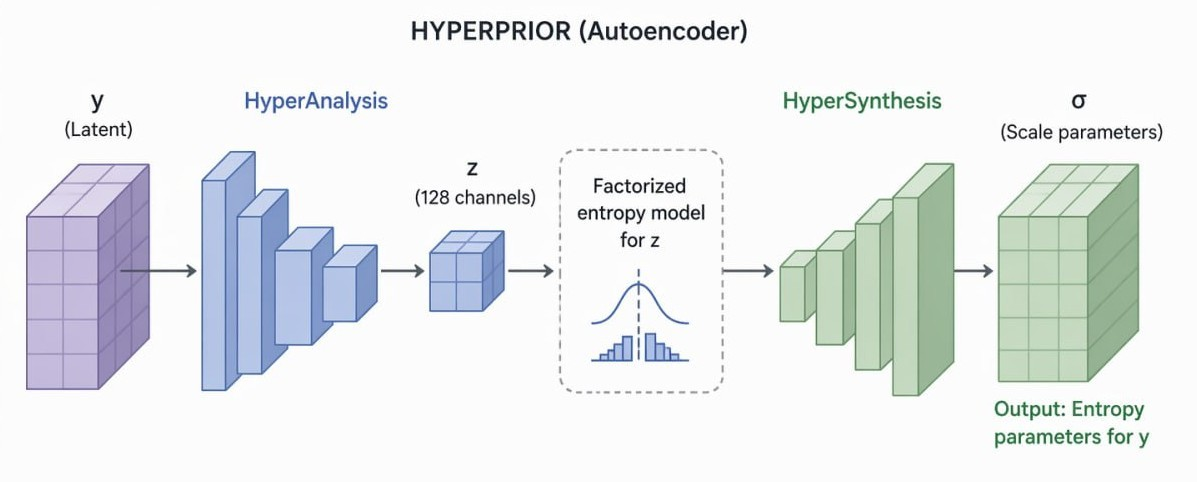 HYPERPRIOR (Autoencoder)
y
(Latent)
HyperAnalysis
z
(128 channels)
Factorized
entropy model
for z
HyperSynthesis
σ
(Scale parameters)
Output: Entropy
parameters for y